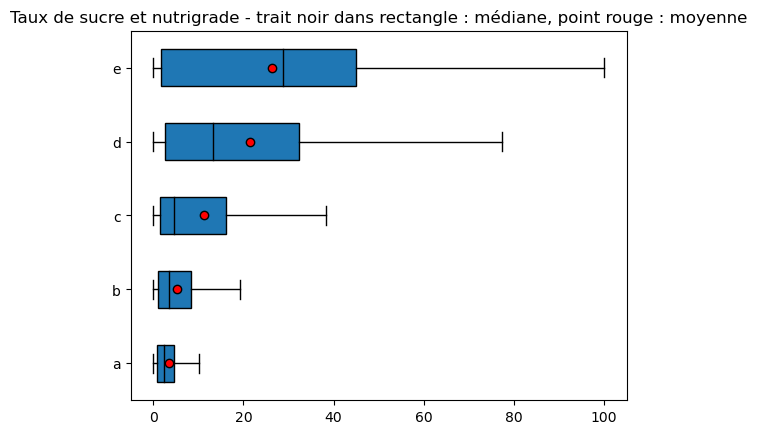 Taux de sucre et nutrigrade - trait noir dans rectangle : médiane, point rouge : moyenne
e
d
c
b
a
0 20 40 60 80 100